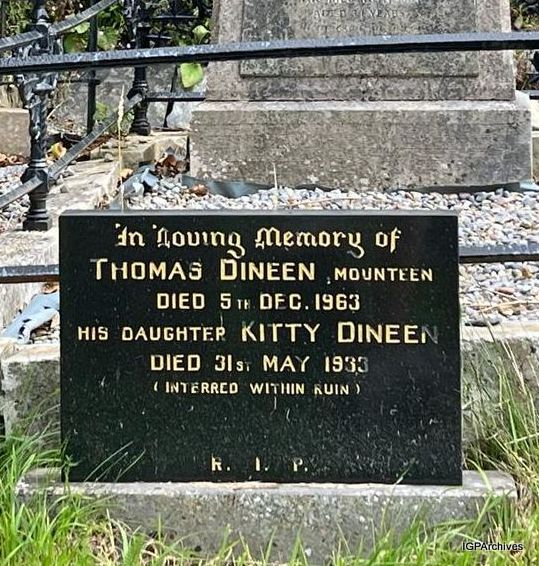 In Loving Memory of
THOMAS DINEEN, MOUNTEEN
DIED 5TH DEC. 1963
HIS DAUGHTER KITTY DINEEN
DIED 31ST MAY 1933
( INTERRED WITHIN RUIN )
R. I. P.
IGPArchives